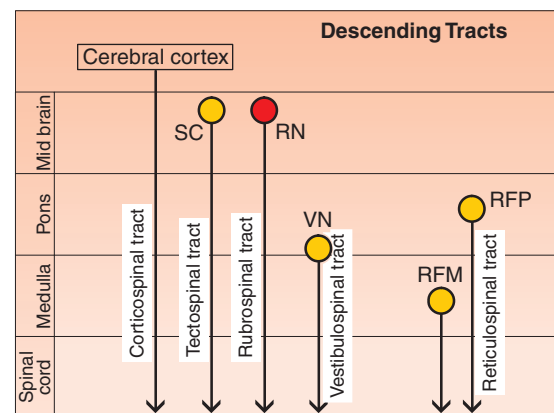 Descending Tracts
Cerebral cortex
Mid brain
SC
RN
Pons
RFP
VN
Medulla
RFM
Corticospinal tract
Tectospinal tract
Rubrospinal tract
Vestibulospinal tract
Reticulospinal tract
Spinal
cord